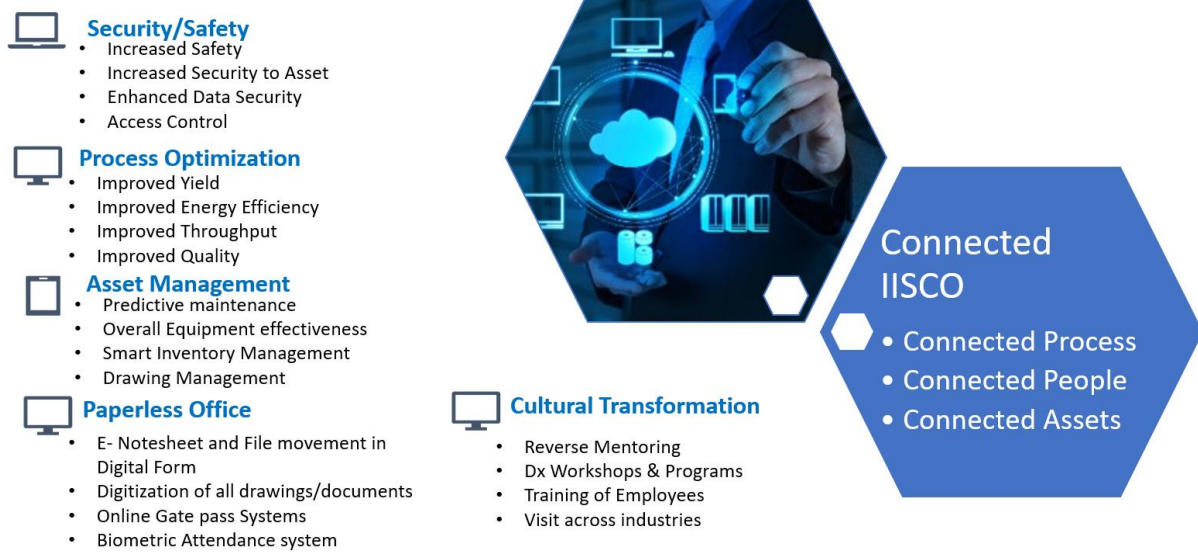 Security/Safety
• Increased Safety
• Increased Security to Asset
• Enhanced Data Security
• Access Control
Process Optimization
• Improved Yield
• Improved Energy Efficiency
• Improved Throughput
• Improved Quality
Asset Management
• Predictive maintenance
• Overall Equipment effectiveness
• Smart Inventory Management
• Drawing Management
Paperless Office
• E- Notesheet and File movement in
Digital Form
• Digitization of all drawings/documents
• Online Gate pass Systems
• Biometric Attendance system
Cultural Transformation
• Reverse Mentoring
• Dx Workshops & Programs
• Training of Employees
• Visit across industries
Connected
IISCO
• Connected Process
• Connected People
• Connected Assets